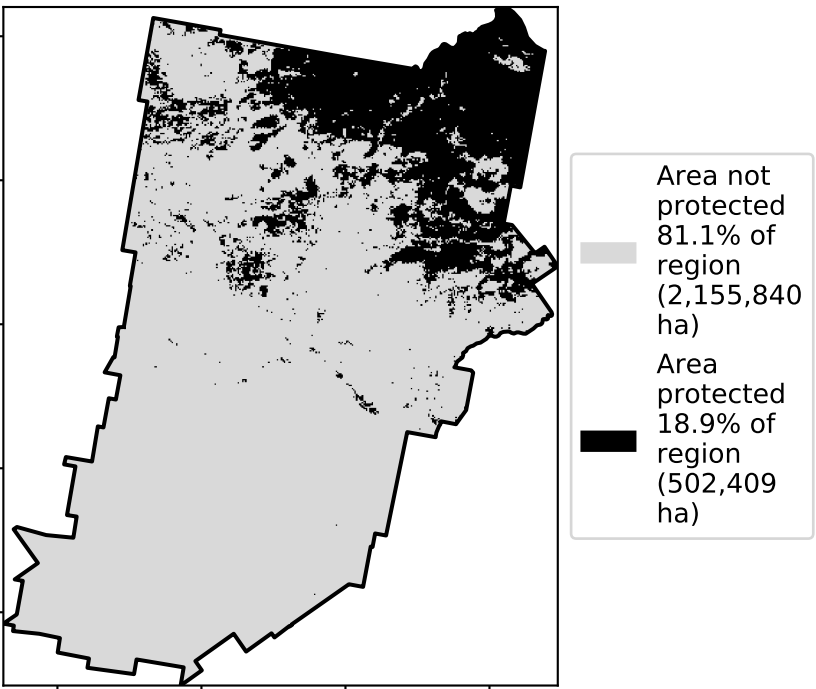 Area not
protected
81.1% of
region
(2,155,840
ha)
Area
protected
18.9% of
region
(502,409
ha)